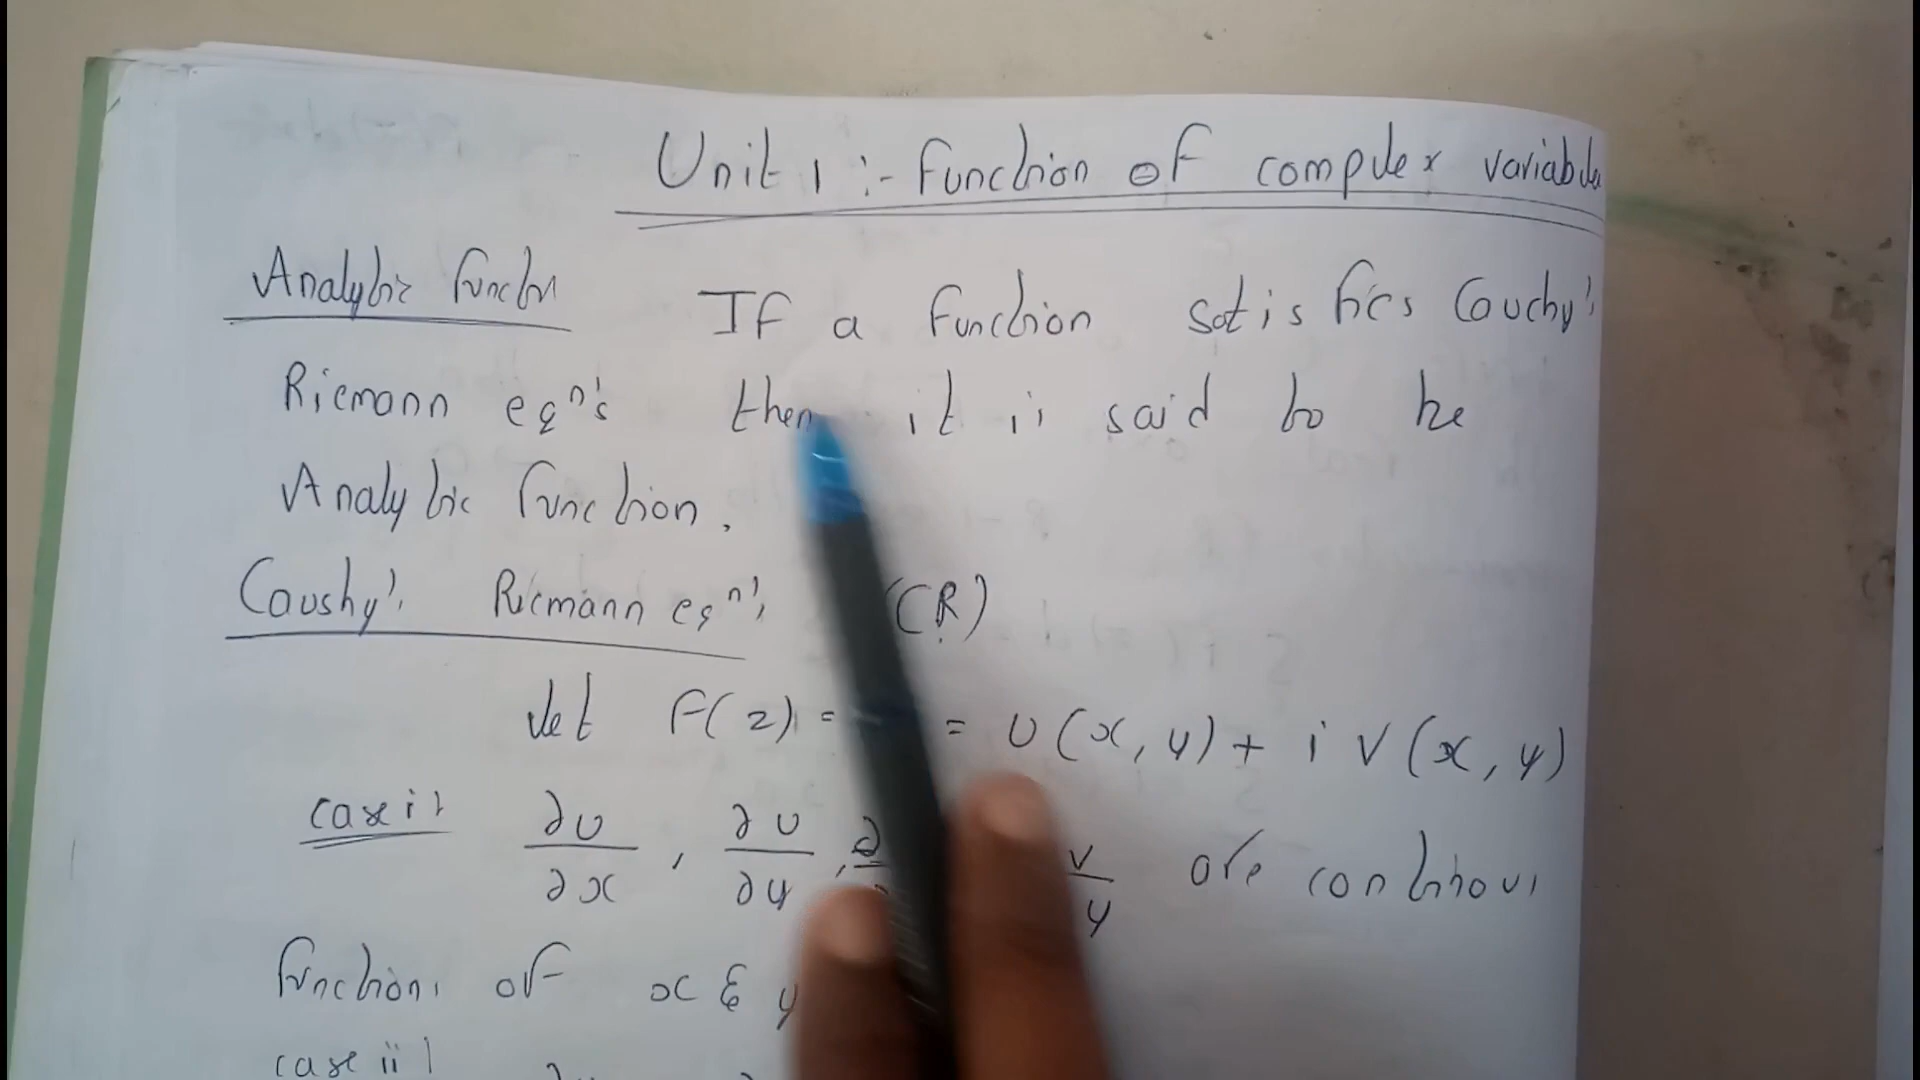 Unit 1 :- Function of complex variable
Analytic function If a function satisfies Cauchy's
Riemann eqn's then it is said to be
Analytic function.
Caushy's Riemann eqn's (CR)
Let F(z) = = U(x, y) + i V(x, y)
case i) ∂U/∂x , ∂U/∂y , ∂ v/y are continous
functions of x & y
case ii)